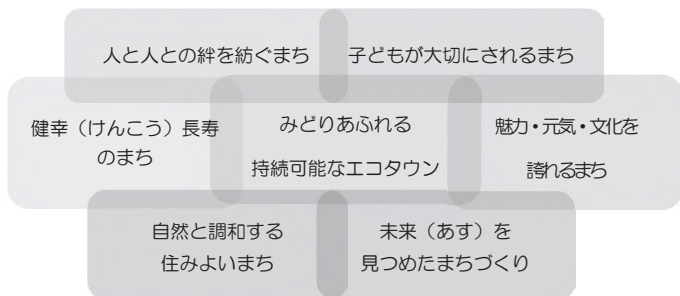 人と人との絆を紡ぐまち
子どもが大切にされるまち
健幸（けんこう）長寿
のまち
みどりあふれる
持続可能なエコタウン
魅力・元気・文化を
誇れるまち
自然と調和する
住みよいまち
未来（あす）を
見つめたまちづくり